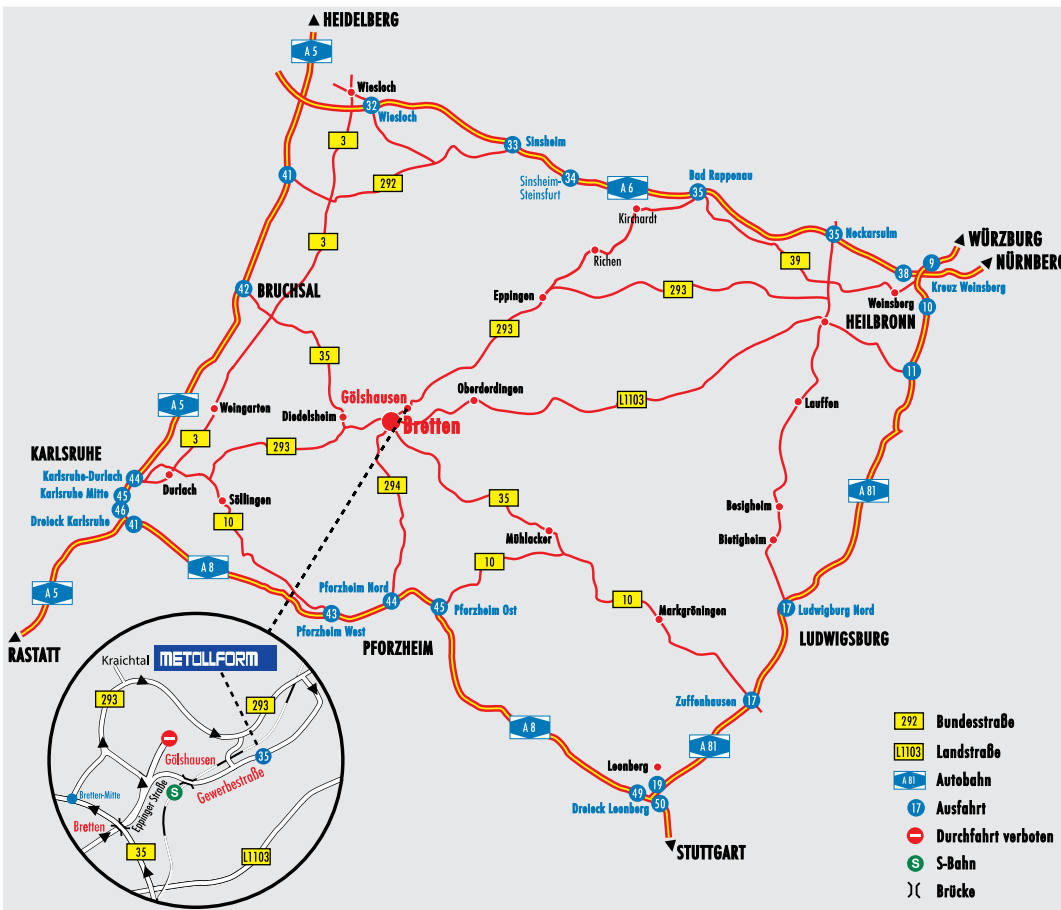 HEIDELBERG
A 5
Wiesloch
32
Wiesloch
3
33
Sinsheim
41
292
Sinsheim-
Steinsfurt
34
A 6
Bad Rappenau
35
Kirchardt
3
35
Neckarsulm
WÜRZBURG
9
NÜRNBERG
Richen
39
38
Kreuz Weinsberg
42
BRUCHSAL
Eppingen
293
Weinsberg
10
293
HEILBRONN
35
11
Gölshausen
Oberderdingen
L1103
A 5
Weingarten
Diedelsheim
Bretten
Lauffen
3
293
KARLSRUHE
Karlsruhe-Durlach
44
Durlach
294
A 81
Karlsruhe Mitte
45
Söllingen
35
46
Besigheim
Dreieck Karlsruhe
41
10
Mühlacker
Bietigheim
A 8
10
Pforzheim Nord
A 5
44
45
Pforzheim Ost
10
43
Pforzheim West
Markgröningen
17
Ludwigburg Nord
RASTATT
PFORZHEIM
LUDWIGSBURG
Kraichtal
METOLLFORM
293
293
Zuffenhausen
17
A 8
A 81
Gölshausen
35
Gewerbestraße
Eppinger Straße
S
Bretten-Mitte
Bretten
35
L1103
Leonberg
19
49
Dreieck Leonberg
50
STUTTGART
292
Bundesstraße
L1103
Landstraße
A 81
Autobahn
17
Ausfahrt
Durchfahrt verboten
S
S-Bahn
Brücke